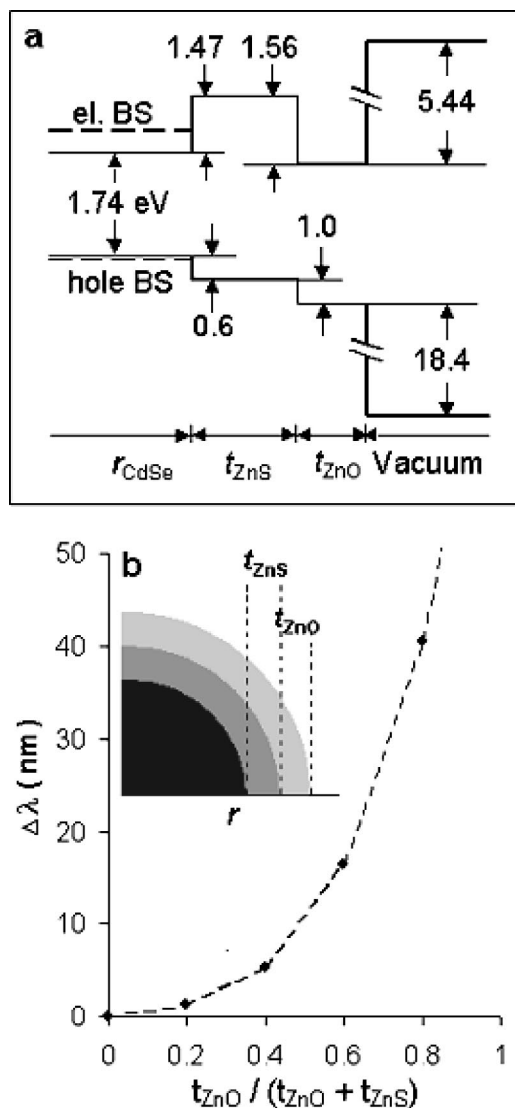 a
1.47 1.56
el. BS
5.44
1.74 eV
1.0
hole BS
0.6
18.4
rCdSe tZnS tZnO Vacuum
50
b
tZnS
40
tZnO
30
Δλ ( nm )
r
20
10
0
0 0.2 0.4 0.6 0.8 1
tZnO / (tZnO + tZnS)